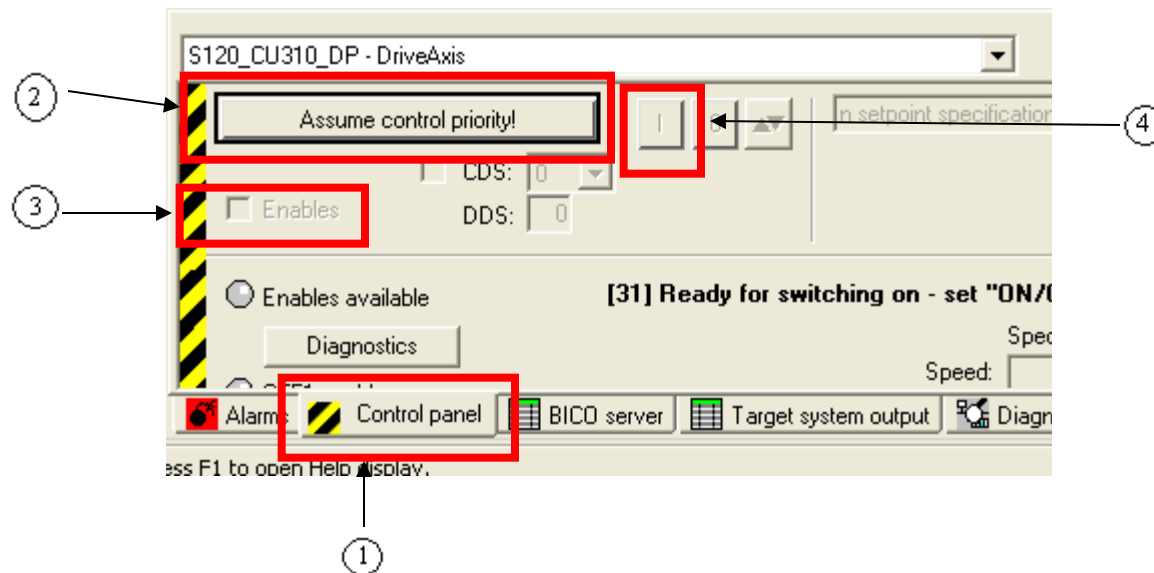 S120_CU310_DP - DriveAxis
2
Assume control priority!
I
n setpoint specification
4
CDS: 0
3
Enables
DDS: 0
Enables available
[31] Ready for switching on - set "ON/
Diagnostics
Spec
Speed:
Alarms
Control panel
BICO server
Target system output
Diagn
ess F1 to open Help display.
1